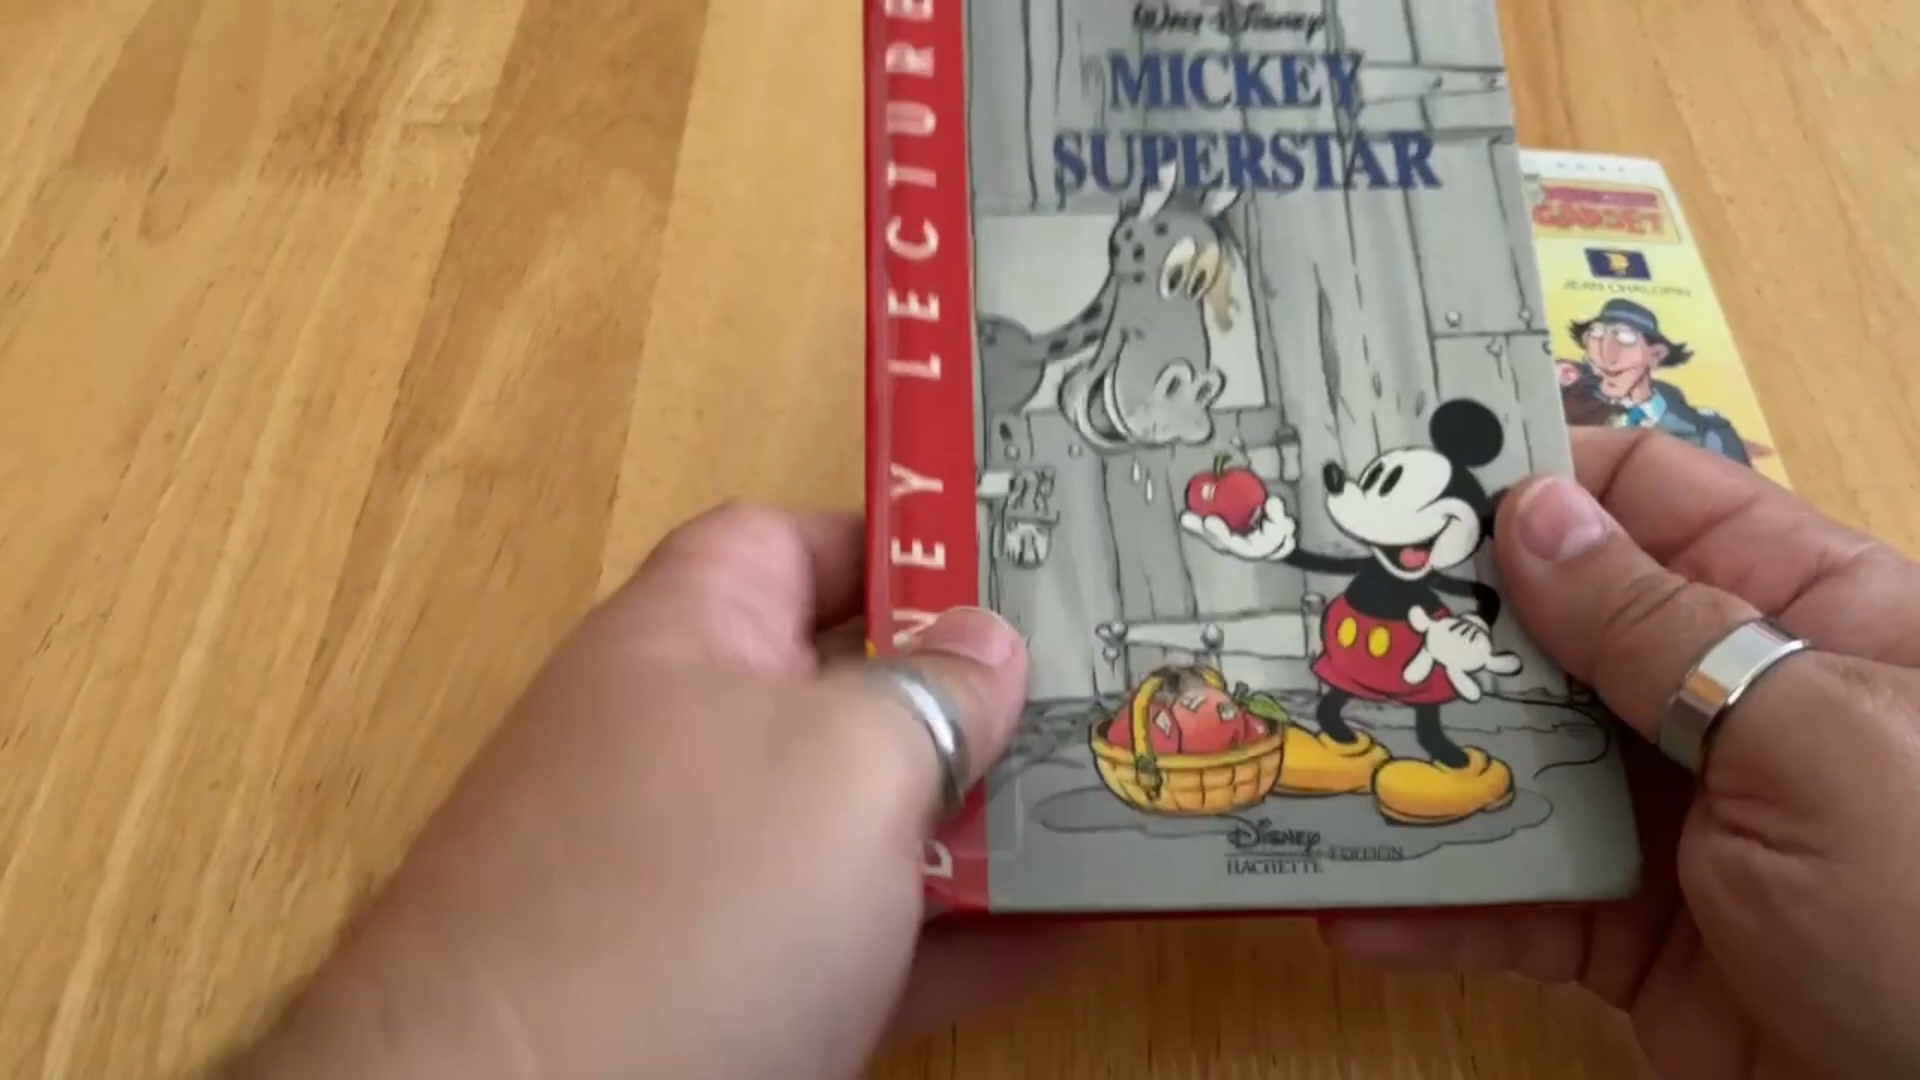 Walt Disney
MICKEY
SUPERSTAR
NEY LECTURE
DISNEY
HACHETTE EDITION
GADGET
JEAN CHALOPIN